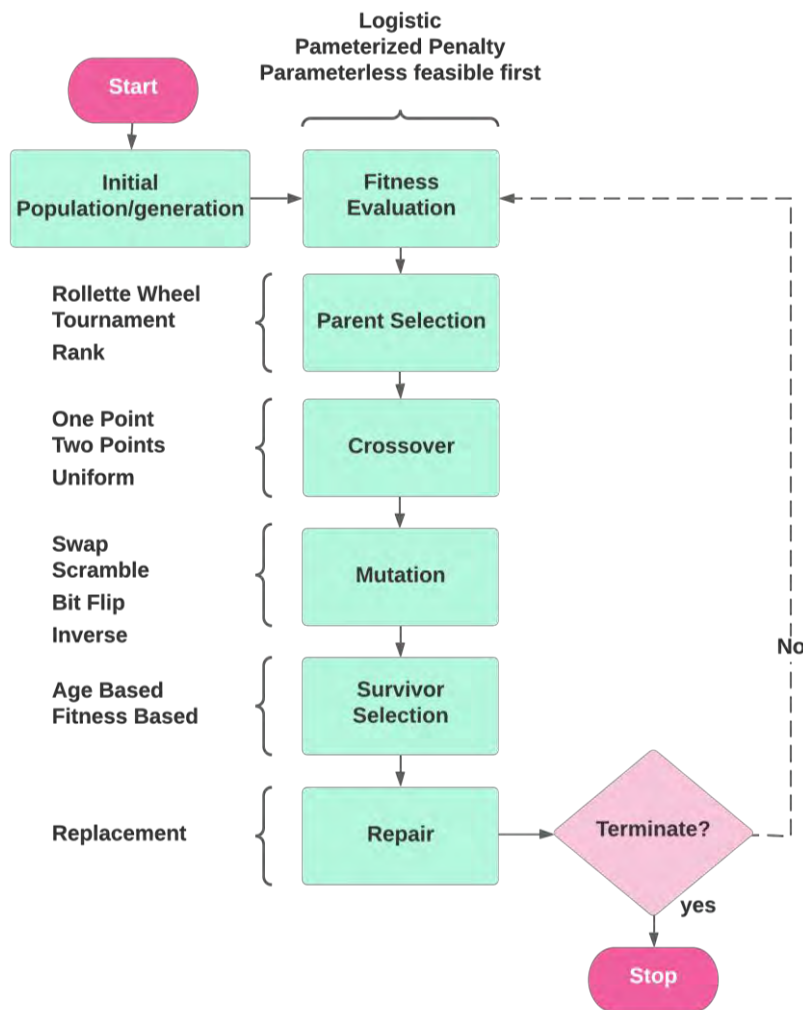 Logistic
Pameterized Penalty
Parameterless feasible first
Start
Initial
Population/generation
Fitness
Evaluation
Rollette Wheel
Tournament
Rank
Parent Selection
One Point
Two Points
Uniform
Crossover
Swap
Scramble
Bit Flip
Inverse
Mutation
No
Age Based
Fitness Based
Survivor
Selection
Replacement
Repair
Terminate?
yes
Stop